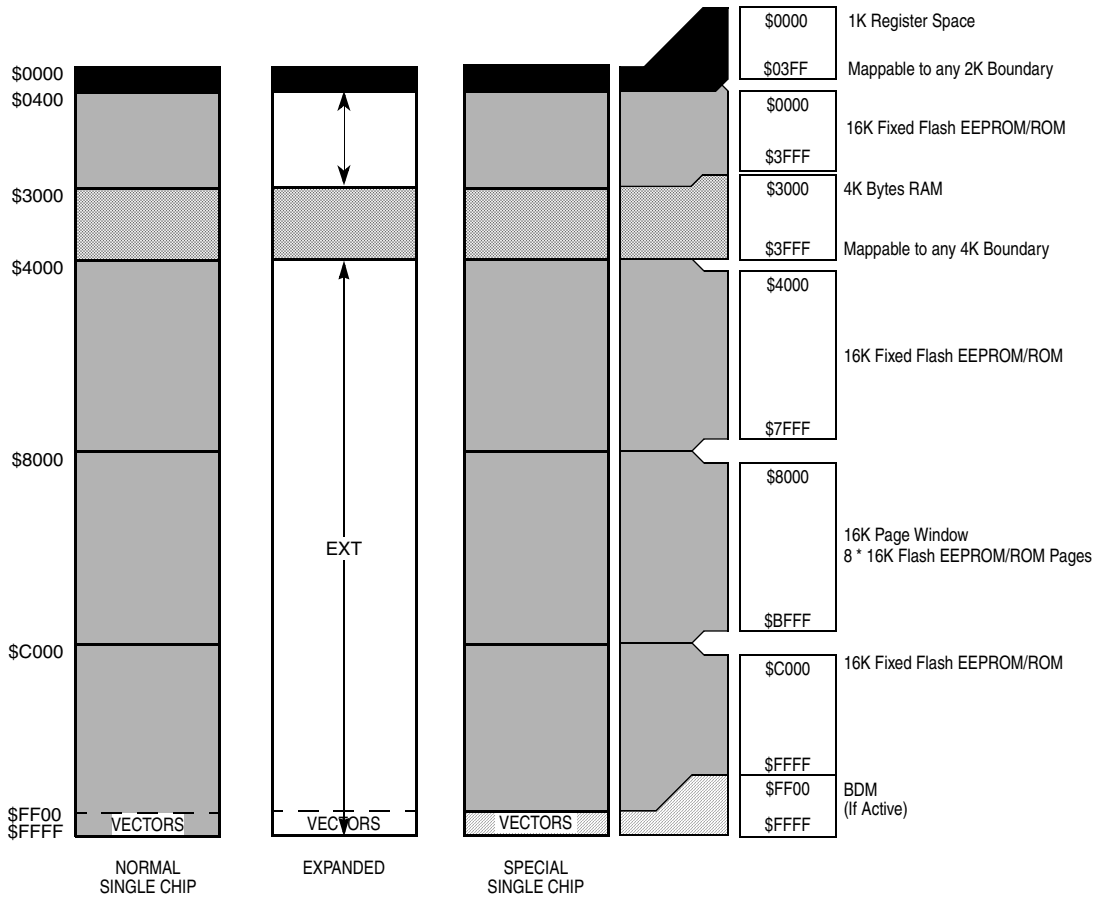 $0000
$0400
$3000
$4000
$8000
$C000
$FF00
$FFFF
VECTORS
NORMAL
SINGLE CHIP
EXT
VECTORS
EXPANDED
VECTORS
SPECIAL
SINGLE CHIP
$0000
1K Register Space
$03FF
Mappable to any 2K Boundary
$0000
16K Fixed Flash EEPROM/ROM
$3FFF
$3000
4K Bytes RAM
$3FFF
Mappable to any 4K Boundary
$4000
16K Fixed Flash EEPROM/ROM
$7FFF
$8000
16K Page Window
8 * 16K Flash EEPROM/ROM Pages
$BFFF
$C000
16K Fixed Flash EEPROM/ROM
$FFFF
$FF00
BDM
(If Active)
$FFFF